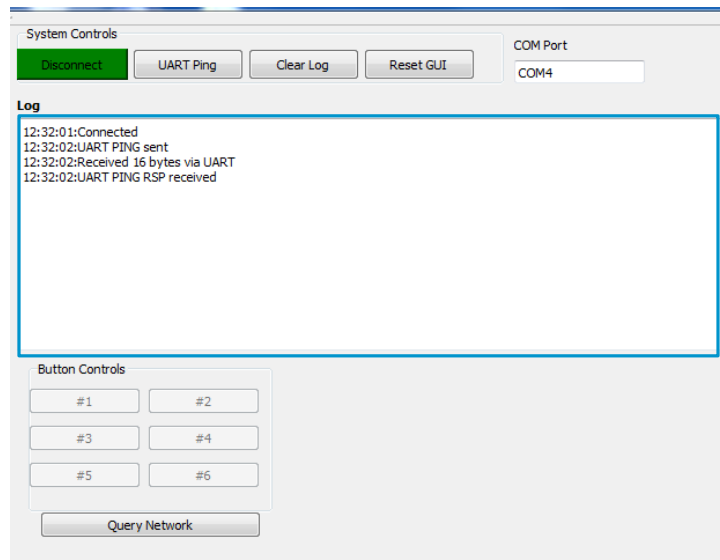 System Controls
COM Port
Disconnect
UART Ping
Clear Log
Reset GUI
COM4
Log
12:32:01:Connected
12:32:02:UART PING sent
12:32:02:Received 16 bytes via UART
12:32:02:UART PING RSP received
Button Controls
#1
#2
#3
#4
#5
#6
Query Network